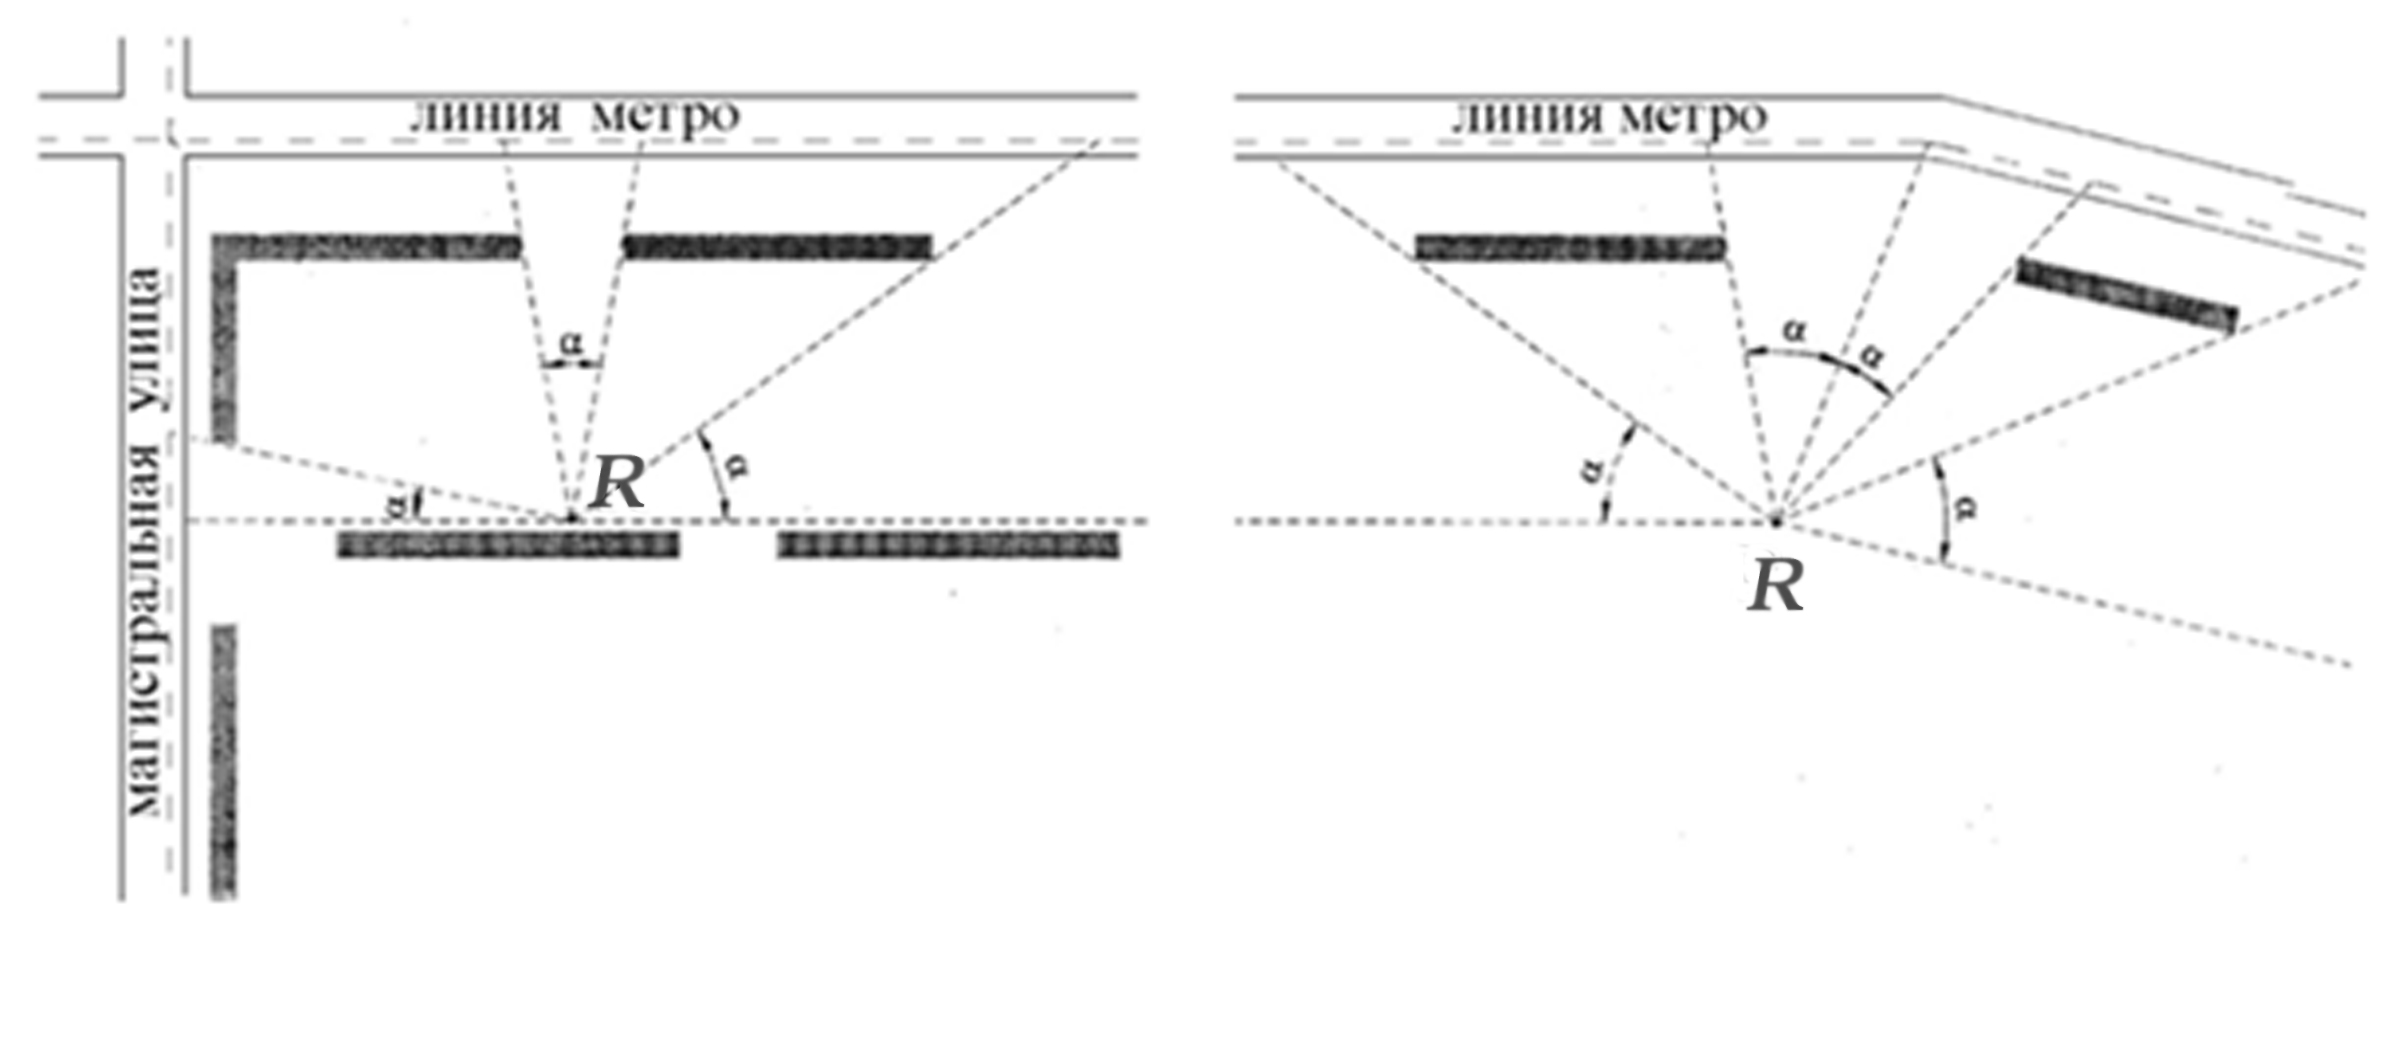 линия метро
магистральная улица
α
α
α
R
линия метро
α
α
α
α
R